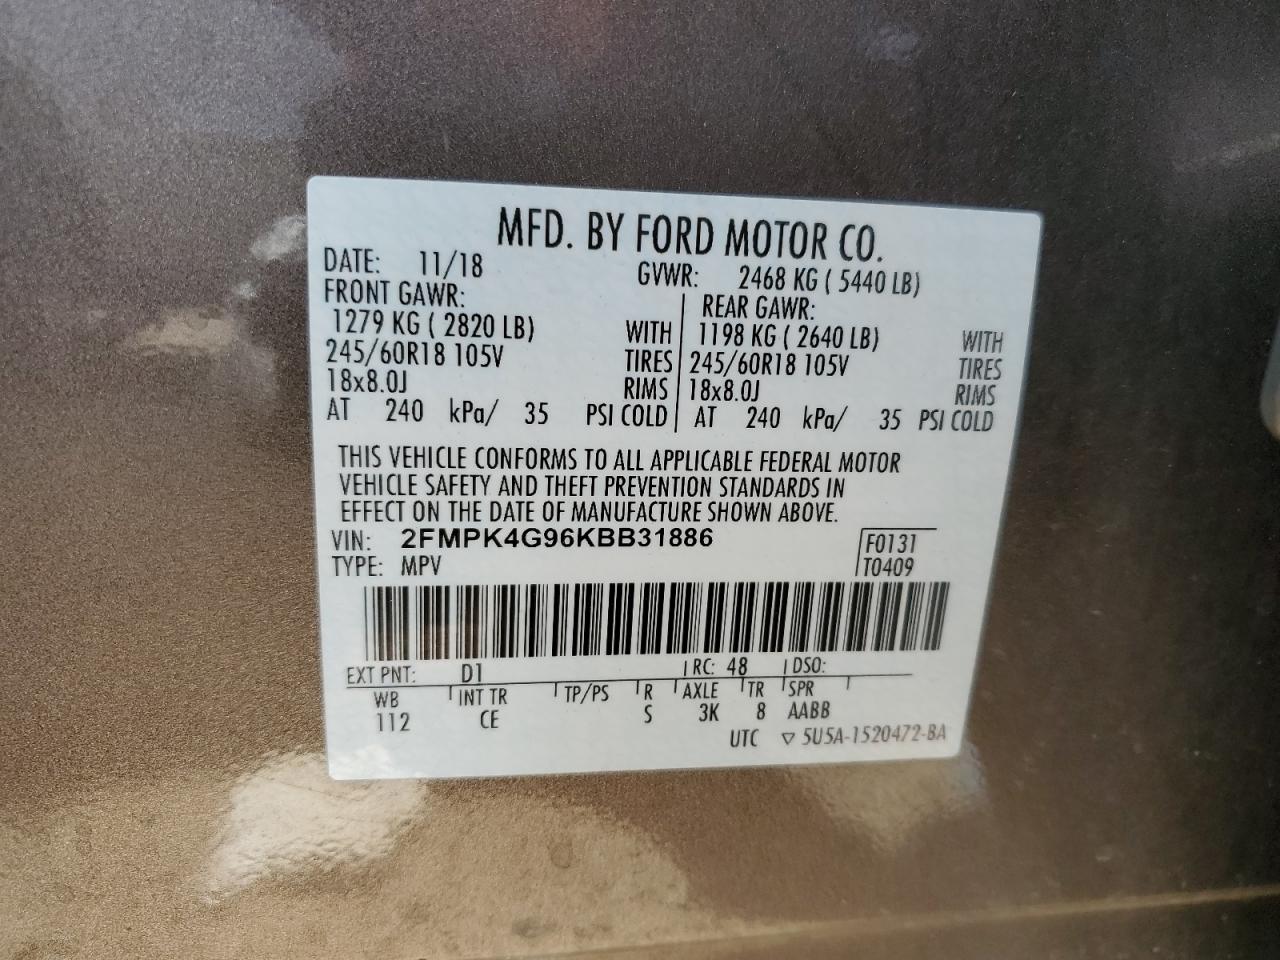 MFD. BY FORD MOTOR CO.
DATE: 11/18 GVWR: 2468 KG ( 5440 LB)
FRONT GAWR: REAR GAWR:
1279 KG ( 2820 LB) WITH 1198 KG ( 2640 LB) WITH
245/60R18 105V TIRES 245/60R18 105V TIRES
18x8.0J RIMS 18x8.0J RIMS
AT 240 kPa/ 35 PSI COLD AT 240 kPa/ 35 PSI COLD
THIS VEHICLE CONFORMS TO ALL APPLICABLE FEDERAL MOTOR
VEHICLE SAFETY AND THEFT PREVENTION STANDARDS IN
EFFECT ON THE DATE OF MANUFACTURE SHOWN ABOVE.
VIN: 2FMPK4G96KBB31886 F0131
TYPE: MPV T0409
EXT PNT: D1 RC: 48 DSO:
WB INT TR TP/PS R AXLE TR SPR
112 CE S 3K 8 AABB
UTC ▽ 5U5A-1520472-BA